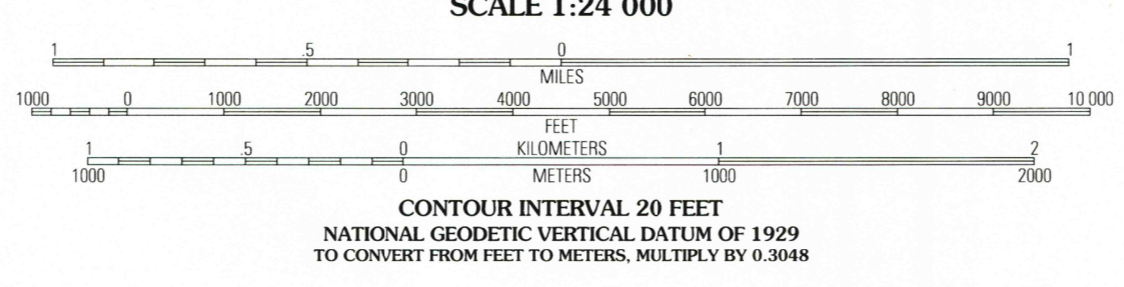 SCALE 1:24 000
1 .5 0 1
MILES
1000 0 1000 2000 3000 4000 5000 6000 7000 8000 9000 10 000
FEET
1 .5 0 KILOMETERS 1 2
1000 0 METERS 1000 2000
CONTOUR INTERVAL 20 FEET
NATIONAL GEODETIC VERTICAL DATUM OF 1929
TO CONVERT FROM FEET TO METERS, MULTIPLY BY 0.3048